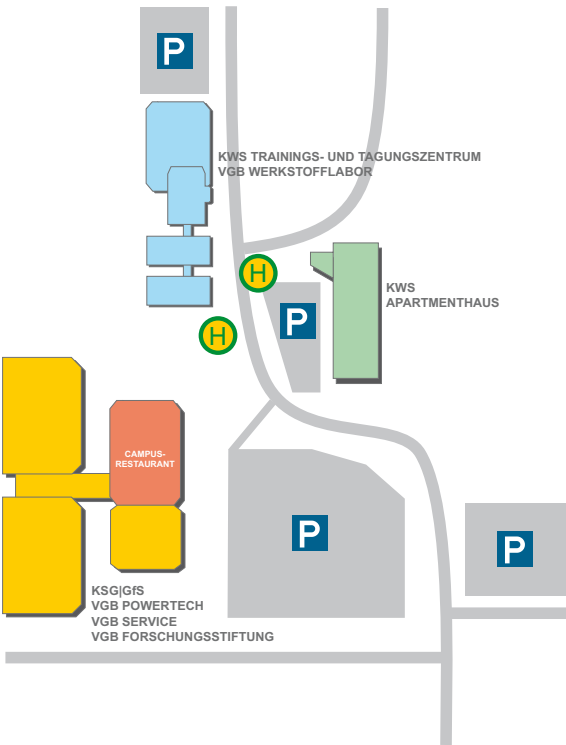 P
KWS TRAININGS- UND TAGUNGSZENTRUM
VGB WERKSTOFFLABOR
H
KWS
APARTMENTHAUS
P
H
CAMPUS-
RESTAURANT
P
P
KSG|GfS
VGB POWERTECH
VGB SERVICE
VGB FORSCHUNGSSTIFTUNG